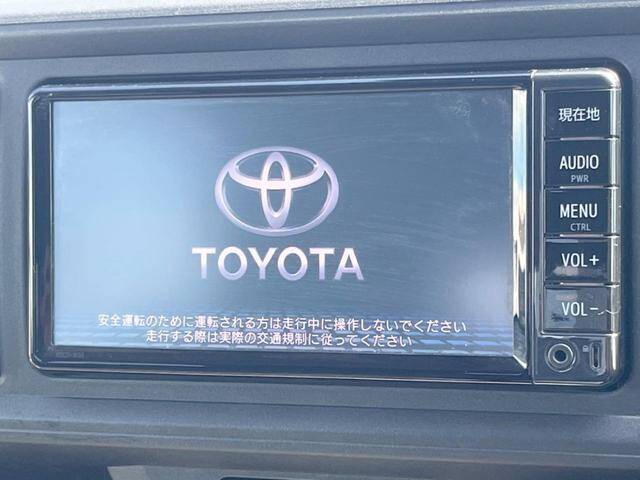 TOYOTA
安全運転のために運転される方は走行中に操作しないでください
走行する際は実際の交通規制に従ってください
現在地
AUDIO
PWR
MENU
CTRL
VOL+
VOL-